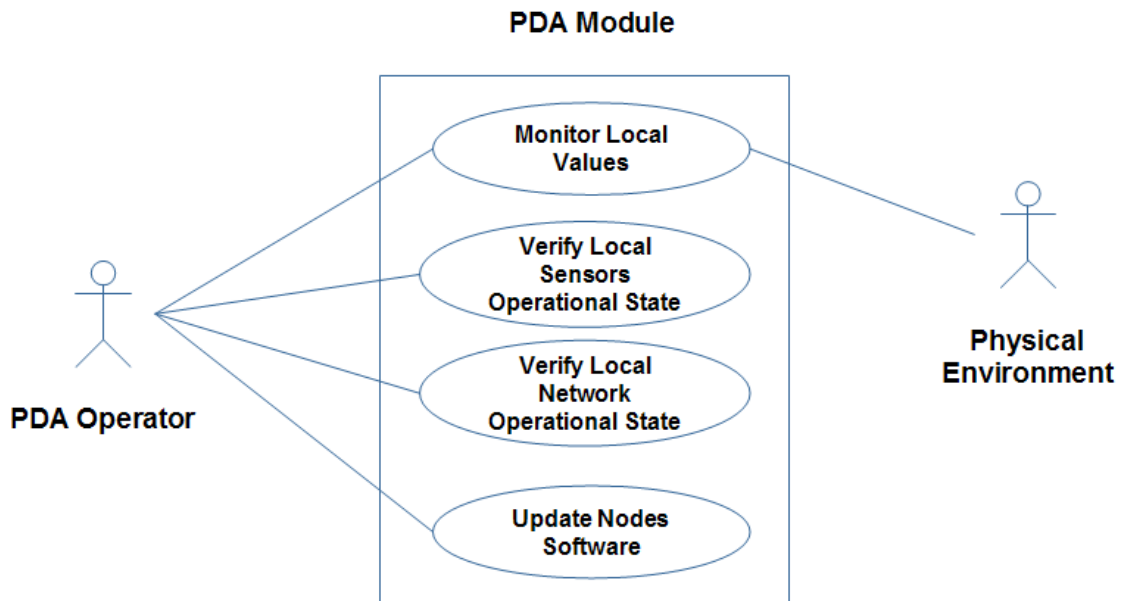 PDA Module
Monitor Local
Values
Verify Local
Sensors
Operational State
Verify Local
Network
Operational State
Update Nodes
Software
PDA Operator
Physical
Environment